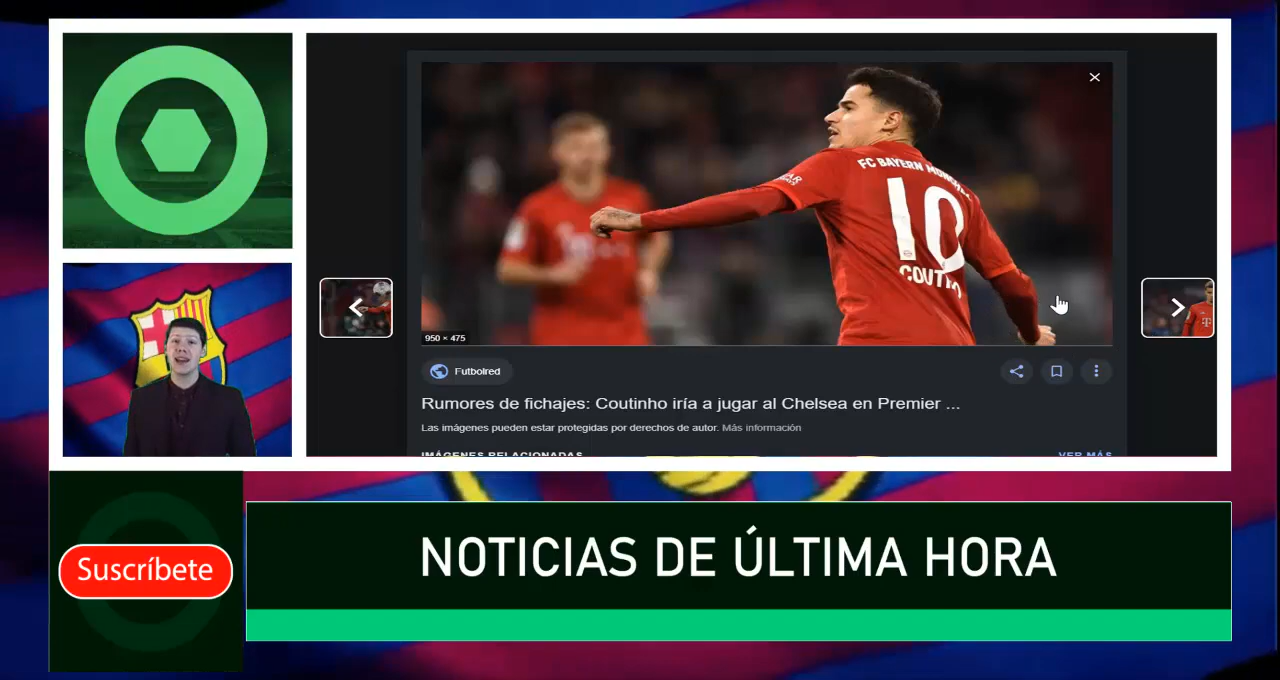 FC BAYERN MÜNCHEN
10
COUTINHO
950 × 475
Futbolred
Rumores de fichajes: Coutinho iría a jugar al Chelsea en Premier ...
Las imágenes pueden estar protegidas por derechos de autor. Más información
IMÁGENES RELACIONADAS
VER MÁS
Suscríbete
NOTICIAS DE ÚLTIMA HORA